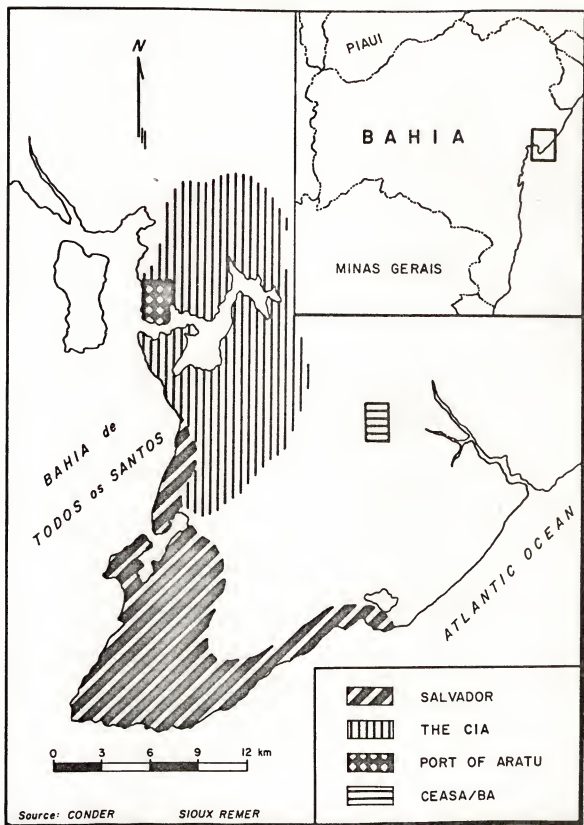 N
PIAUI
BAHIA
MINAS GERAIS
BAHIA de
TODOS os SANTOS
ATLANTIC OCEAN
SALVADOR
THE CIA
PORT OF ARATU
CEASA/BA
0 3 6 9 12 km
Source: CONDER SIOUX REMER